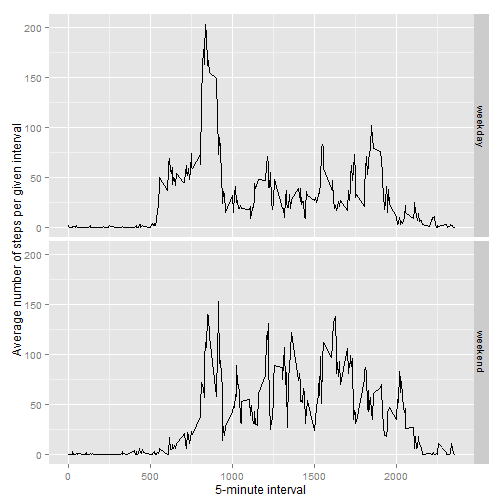 200
150
100
50
0
weekday
200
150
100
50
0
weekend
Average number of steps per given interval
0 500 1000 1500 2000
5-minute interval